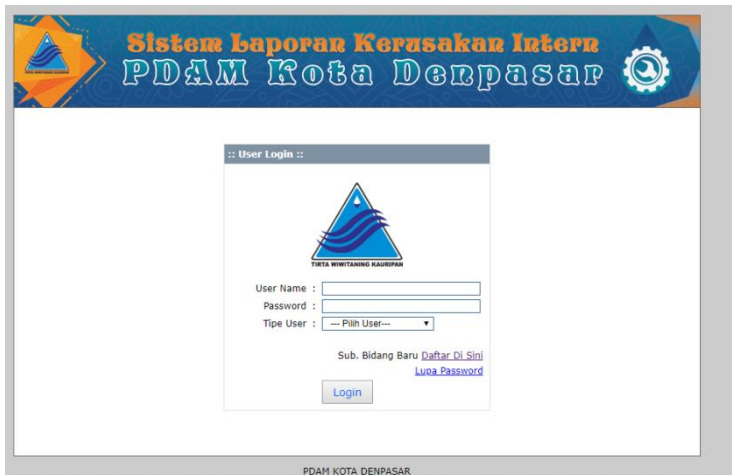 Sistem Laporan Kerusakan Intern
PDAM Kota Denpasar
:: User Login ::
TIRTA WIWITANING KAURIPAN
User Name :
Password :
Tipe User : --- Pilih User---
Sub. Bidang Baru Daftar Di Sini
Lupa Password
Login
PDAM KOTA DENPASAR